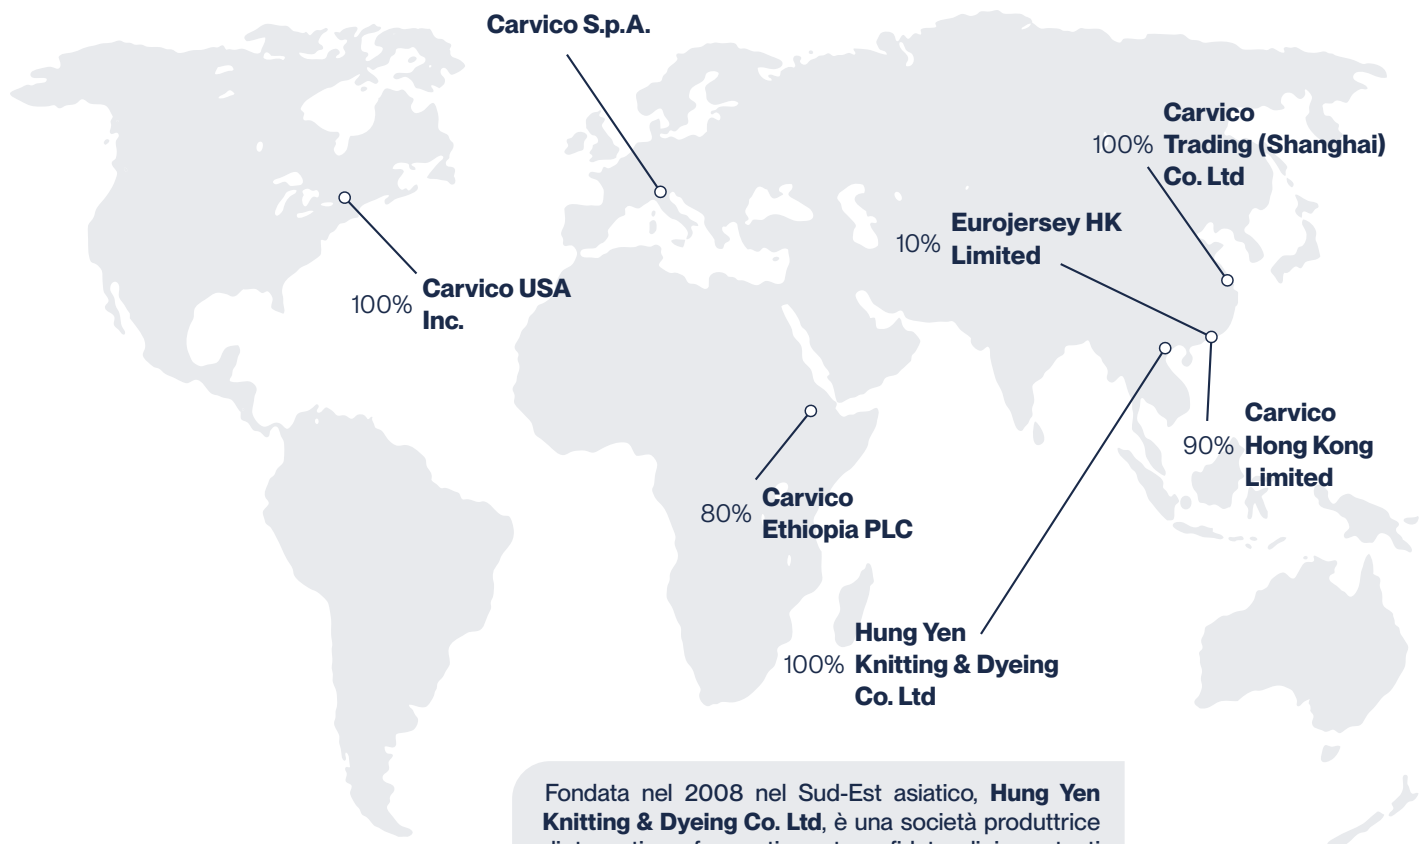 Carvico S.p.A.
Carvico
100% Trading (Shanghai)
Co. Ltd
Eurojersey HK
10%
Limited
Carvico USA
100%
Inc.
Carvico
90% Hong Kong
Limited
Carvico
80%
Ethiopia PLC
Hung Yen
100% Knitting & Dyeing
Co. Ltd
Fondata nel 2008 nel Sud-Est asiatico, Hung Yen
Knitting & Dyeing Co. Ltd, è una società produttrice